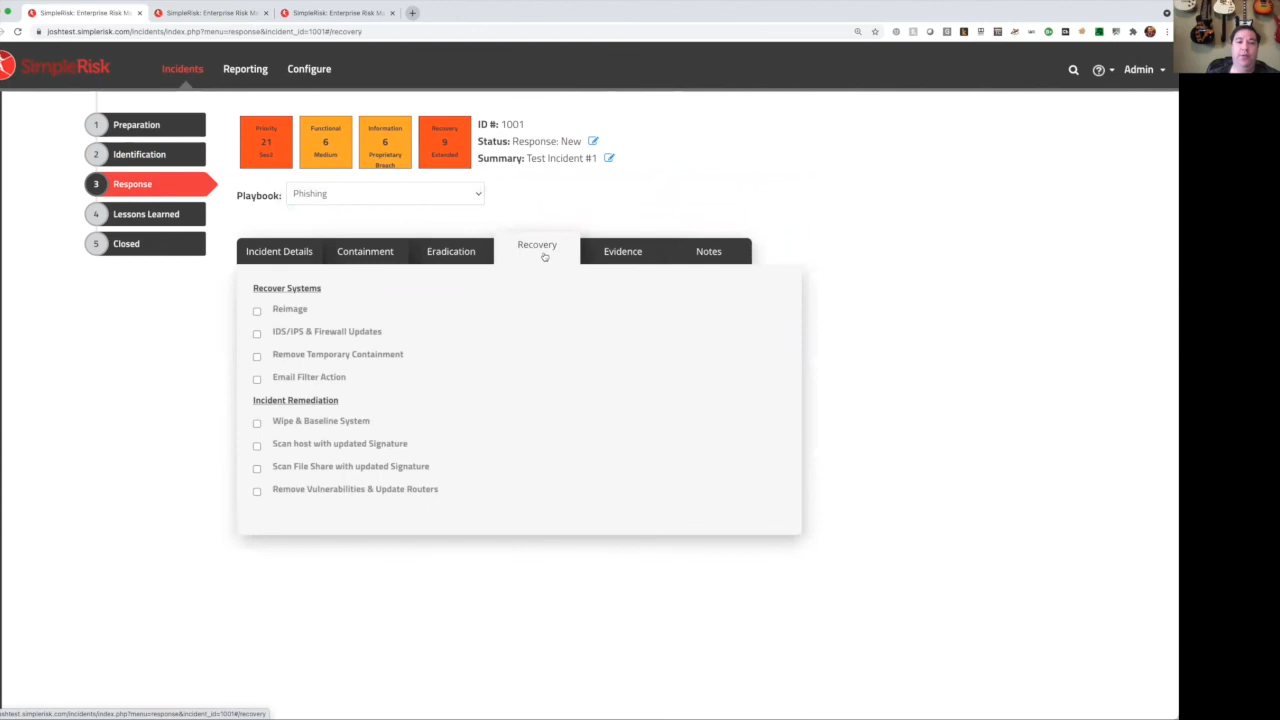 SimpleRisk: Enterprise Risk Ma
SimpleRisk: Enterprise Risk Ma
SimpleRisk: Enterprise Risk Ma
joshtest.simplerisk.com/incidents/index.php?menu=response&incident_id=1001#/recovery
SimpleRisk
Incidents
Reporting
Configure
Admin
1 Preparation
2 Identification
3 Response
4 Lessons Learned
5 Closed
Priority
21
Sev3
Functional
6
Medium
Information
6
Proprietary
Breach
Recovery
9
Extended
ID #: 1001
Status: Response: New
Summary: Test Incident #1
Playbook: Phishing
Incident Details
Containment
Eradication
Recovery
Evidence
Notes
Recover Systems
Reimage
IDS/IPS & Firewall Updates
Remove Temporary Containment
Email Filter Action
Incident Remediation
Wipe & Baseline System
Scan host with updated Signature
Scan File Share with updated Signature
Remove Vulnerabilities & Update Routers
joshtest.simplerisk.com/incidents/index.php?menu=response&incident_id=1001#/recovery